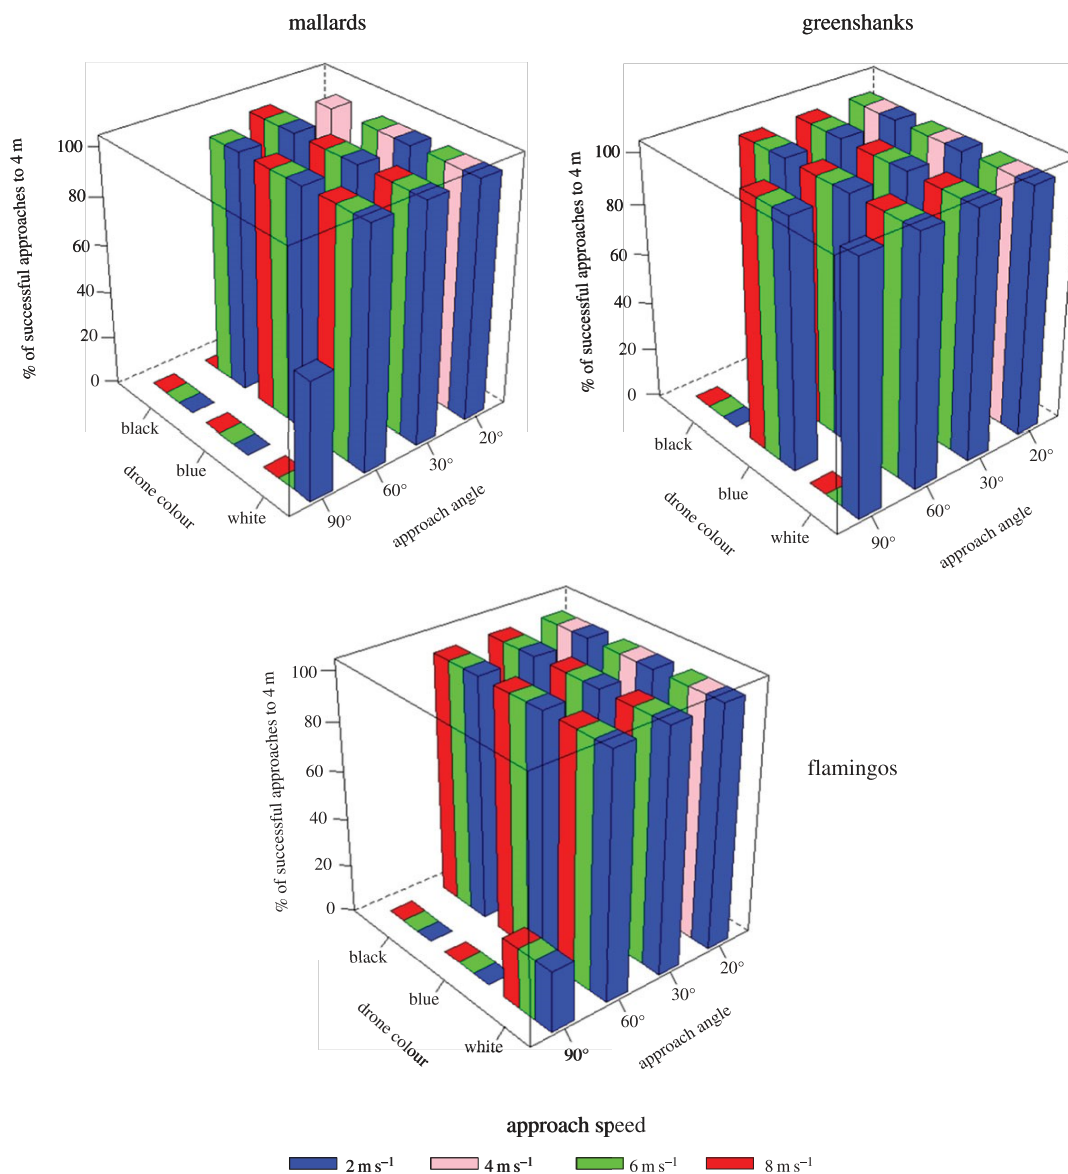 mallards
greenshanks
% of successful approaches to 4 m
100
80
60
40
20
0
black
blue
white
drone colour
90°
60°
30°
20°
approach angle
% of successful approaches to 4 m
100
80
60
40
20
0
black
blue
white
drone colour
90°
60°
30°
20°
approach angle
flamingos
% of successful approaches to 4 m
100
80
60
40
20
0
black
blue
white
drone colour
90°
60°
30°
20°
approach angle
approach speed
2 m s⁻¹ 4 m s⁻¹ 6 m s⁻¹ 8 m s⁻¹